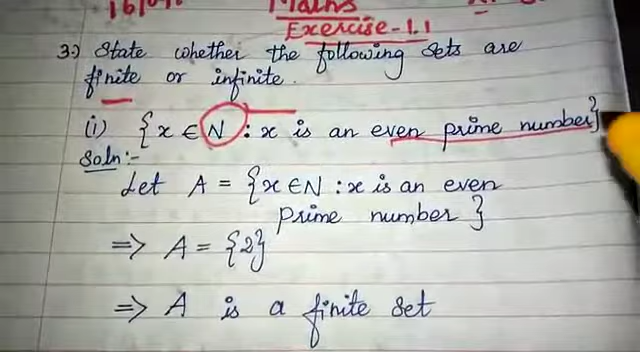 Maths
Exercise-1.1
3.) State whether the following sets are
finite or infinite.
(i) {x ∈ N : x is an even prime number}
Soln:-
Let A = {x ∈ N : x is an even
prime number}
⇒ A = {2}
⇒ A is a finite set